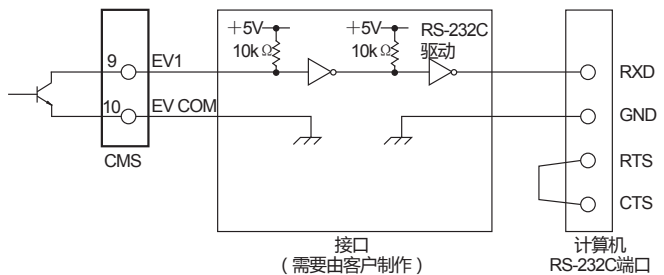 +5V
10kΩ
+5V
10kΩ
RS-232C
驱动
9
EV1
RXD
10
EV COM
GND
RTS
CTS
CMS
接口
（需要由客户制作）
计算机
RS-232C端口